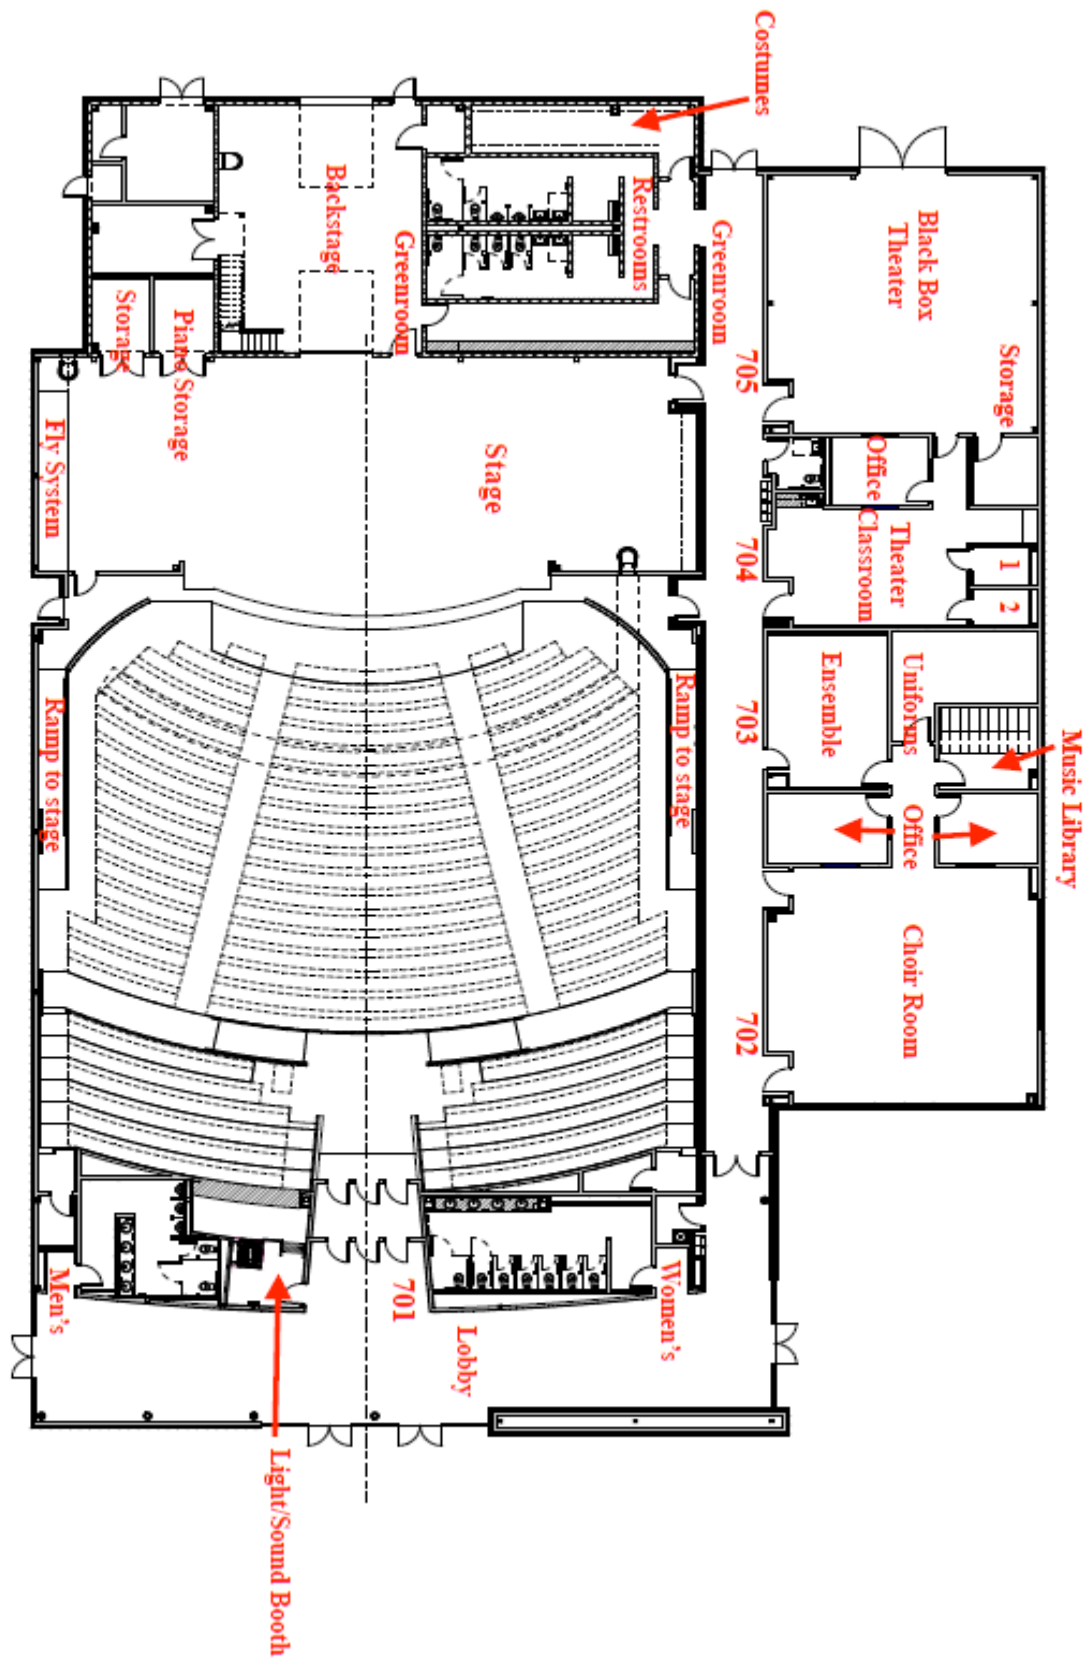 Costumes
Backstage
Restrooms
Greenroom
Greenroom
Black Box
Theater
Storage
Piano Storage
Storage
705
Fly System
Stage
Office
Theater
Classroom
704
1
2
Ramp to stage
Ramp to stage
703
Ensemble
Uniforms
Music Library
Office
Choir Room
702
Men's
701
Lobby
Women's
Light/Sound Booth